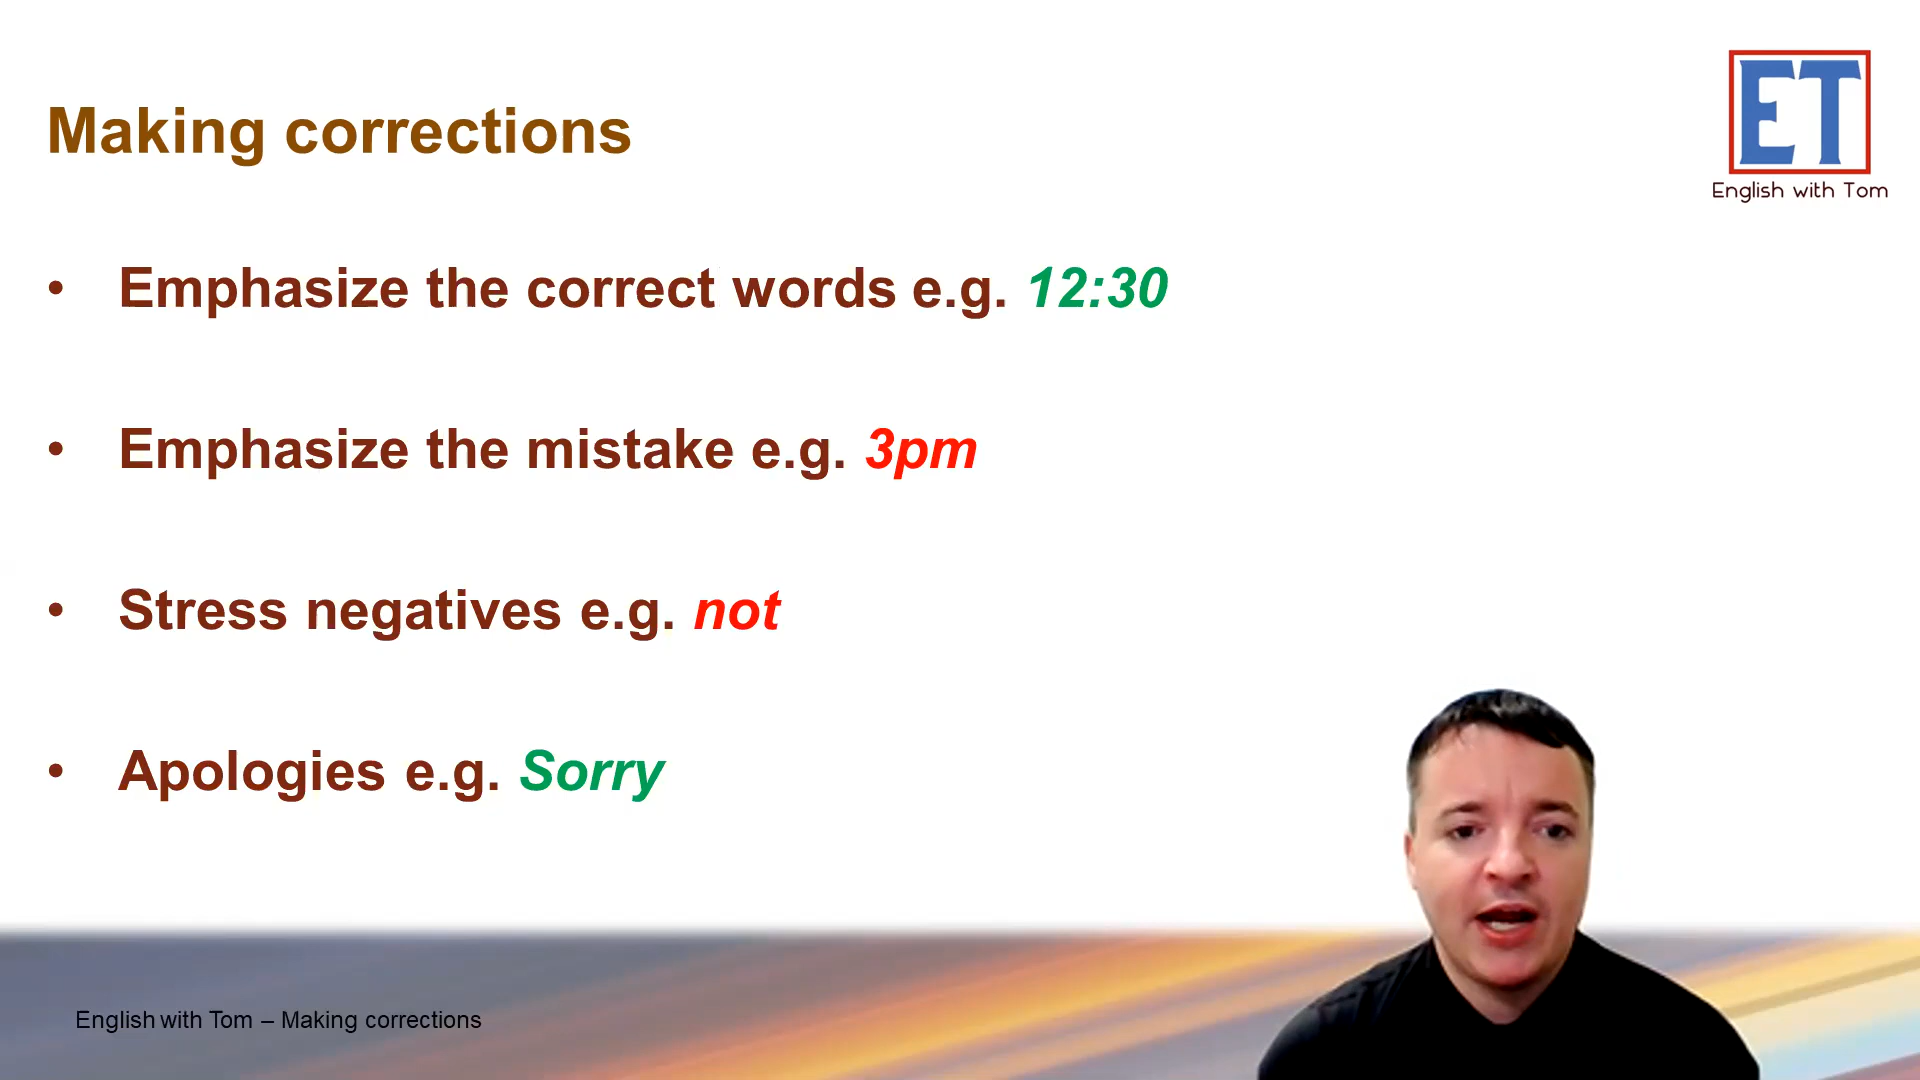 Making corrections
ET
English with Tom
• Emphasize the correct words e.g. 12:30
• Emphasize the mistake e.g. 3pm
• Stress negatives e.g. not
• Apologies e.g. Sorry
English with Tom – Making corrections